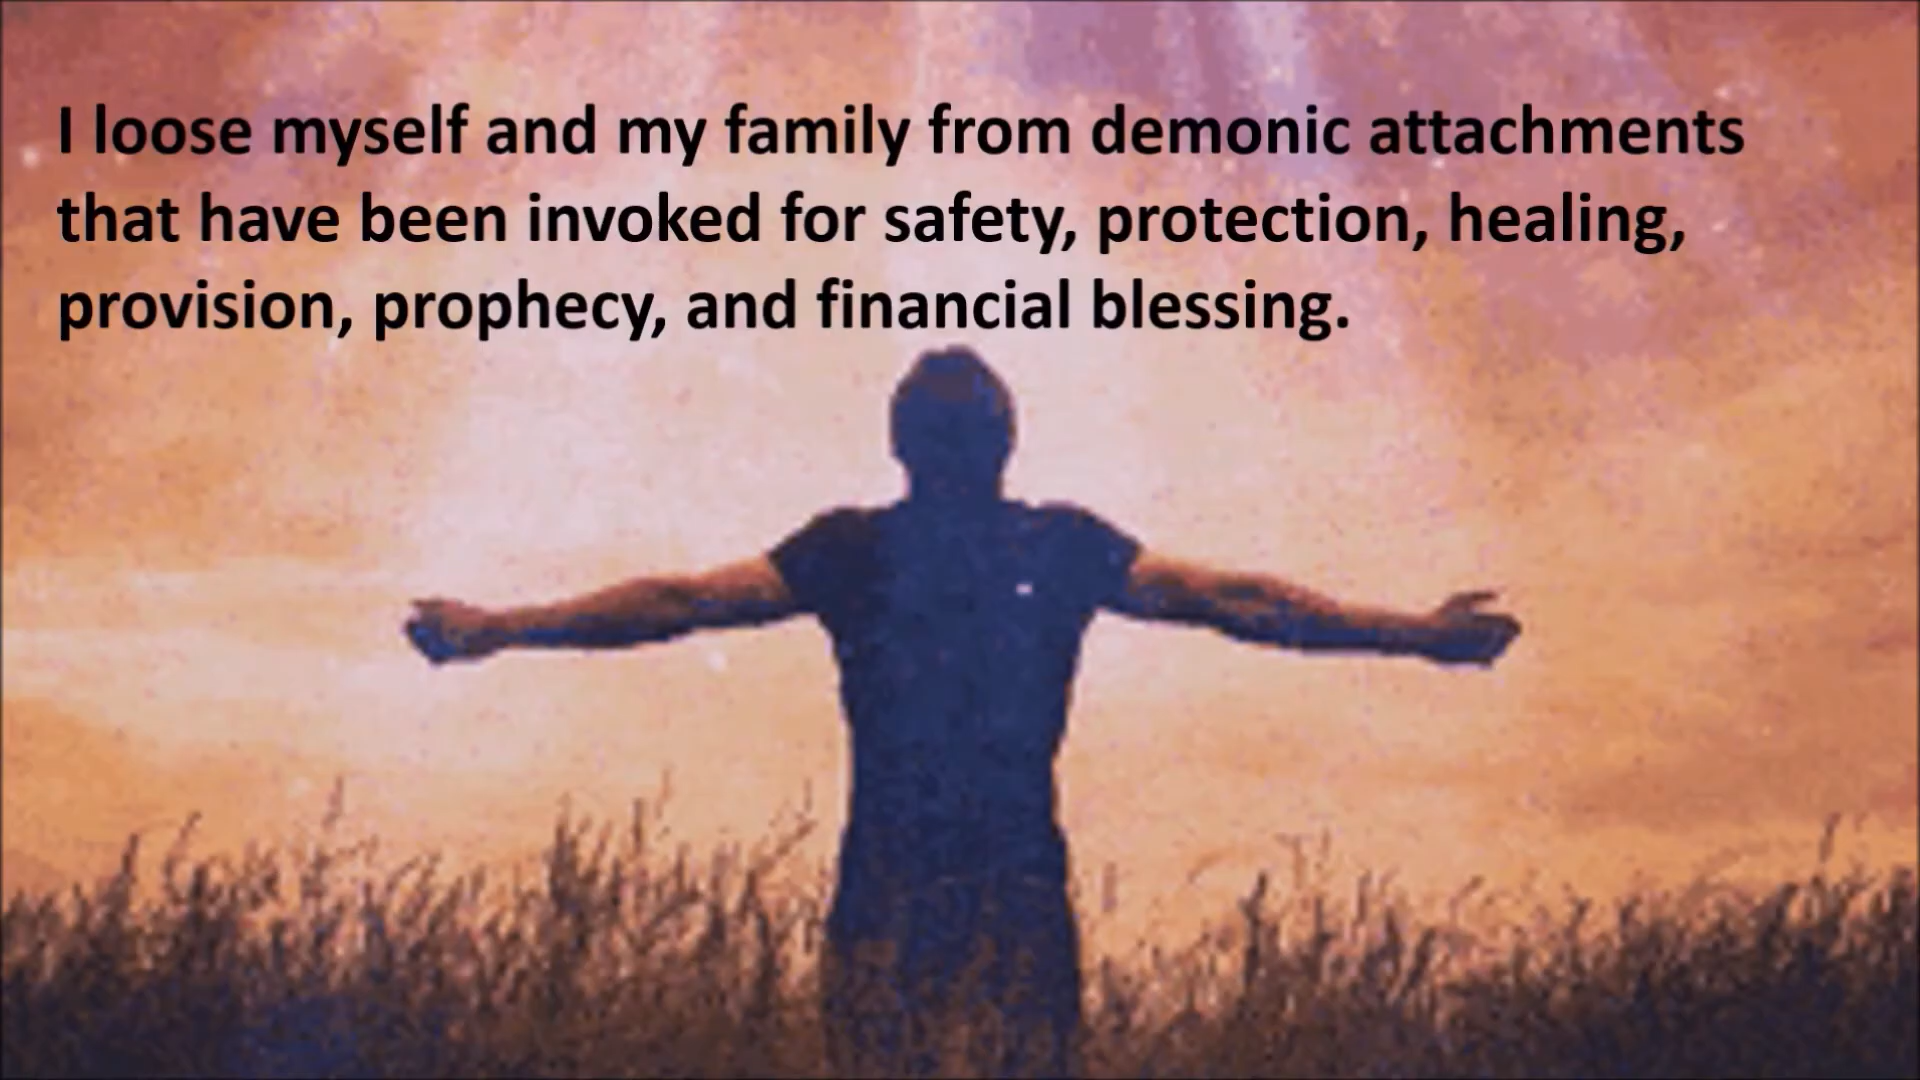 I loose myself and my family from demonic attachments
that have been invoked for safety, protection, healing,
provision, prophecy, and financial blessing.